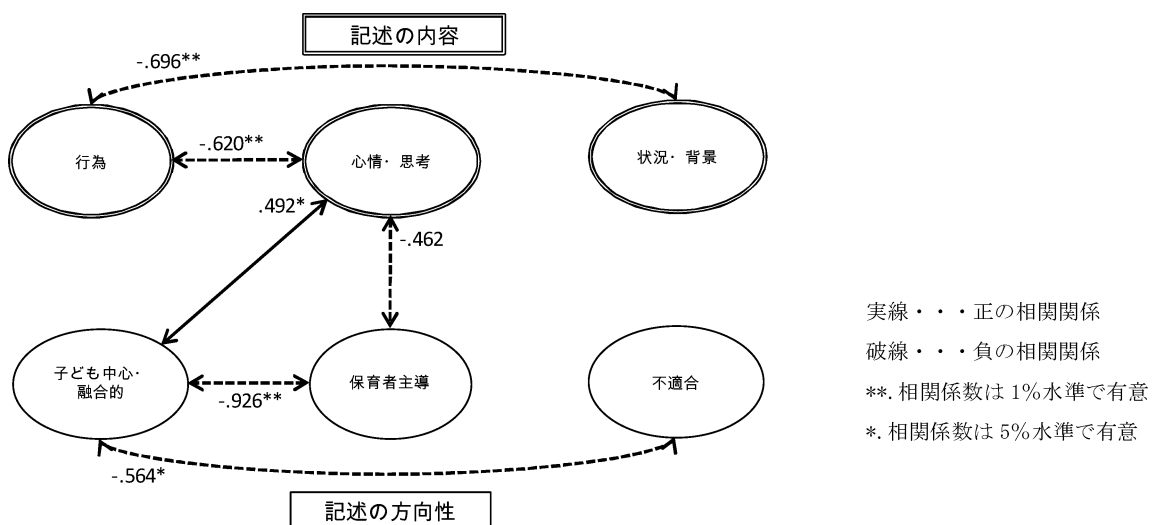 記述の内容
-.696**
行為
-.620**
心情・思考
状況・背景
.492*
-.462
子ども中心・
融合的
-.926**
保育者主導
不適合
-.564*
記述の方向性
実線・・・正の相関関係
破線・・・負の相関関係
**.相関係数は1%水準で有意
*.相関係数は5%水準で有意